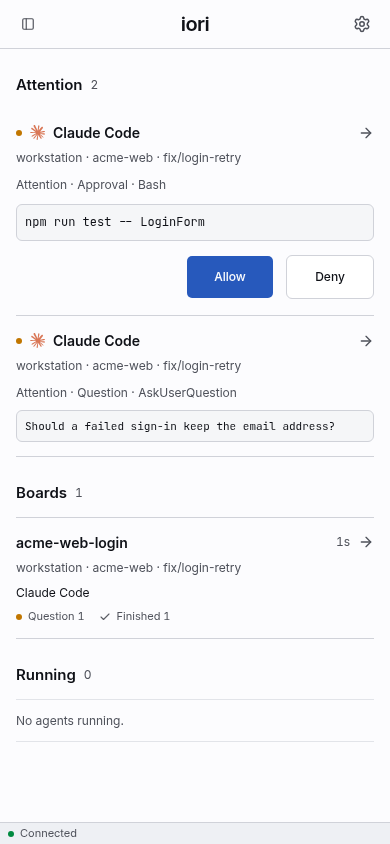 iori
Attention 2
Claude Code
workstation · acme-web · fix/login-retry
Attention · Approval · Bash
npm run test -- LoginForm
Allow Deny
Claude Code
workstation · acme-web · fix/login-retry
Attention · Question · AskUserQuestion
Should a failed sign-in keep the email address?
Boards 1
acme-web-login 1s
workstation · acme-web · fix/login-retry
Claude Code
Question 1 Finished 1
Running 0
No agents running.
Connected